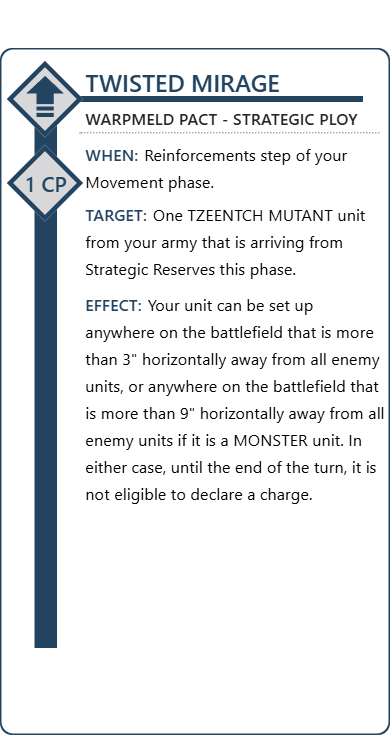 TWISTED MIRAGE
WARPMELD PACT - STRATEGIC PLOY
WHEN: Reinforcements step of your
1 CP
Movement phase.
TARGET: One TZEENTCH MUTANT unit
from your army that is arriving from
Strategic Reserves this phase.
EFFECT: Your unit can be set up
anywhere on the battlefield that is more
than 3" horizontally away from all enemy
units, or anywhere on the battlefield that
is more than 9" horizontally away from all
enemy units if it is a MONSTER unit. In
either case, until the end of the turn, it is
not eligible to declare a charge.